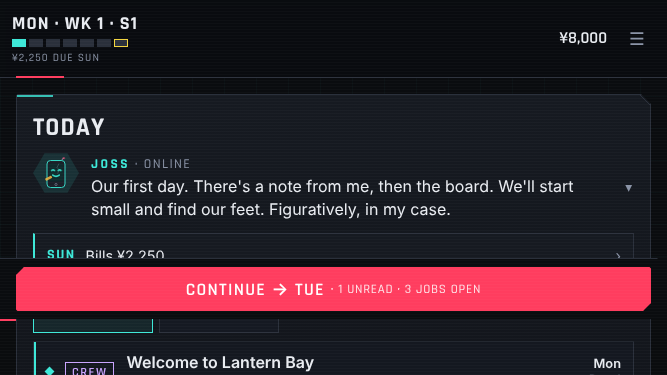 MON · WK 1 · S1
¥2,250 DUE SUN
¥8,000
TODAY
JOSS · ONLINE
Our first day. There's a note from me, then the board. We'll start
small and find our feet. Figuratively, in my case.
SUN Bills ¥2,250
CONTINUE → TUE · 1 UNREAD · 3 JOBS OPEN
CREW Welcome to Lantern Bay Mon